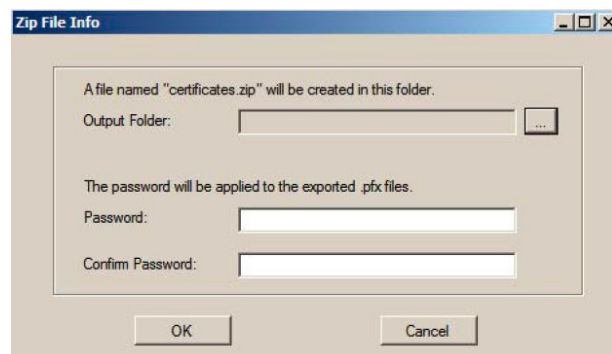 Zip File Info
A file named "certificates.zip" will be created in this folder.
Output Folder:
...
The password will be applied to the exported .pfx files.
Password:
Confirm Password:
OK
Cancel